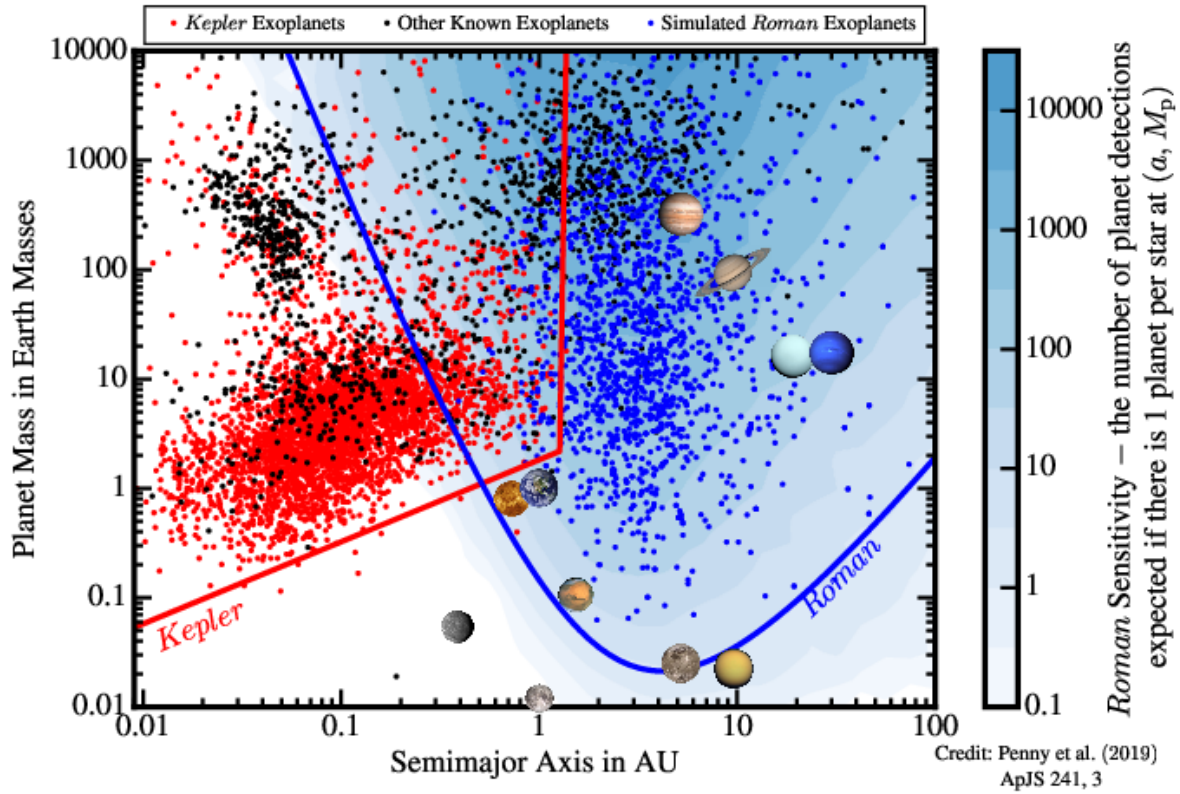 Kepler Exoplanets
Other Known Exoplanets
Simulated Roman Exoplanets
10000
1000
100
10
1
0.1
0.01
Planet Mass in Earth Masses
Kepler
Roman
0.01
0.1
1
10
100
Semimajor Axis in AU
10000
1000
100
10
1
0.1
Roman Sensitivity − the number of planet detections
expected if there is 1 planet per star at (a, Mp)
Credit: Penny et al. (2019)
ApJS 241, 3